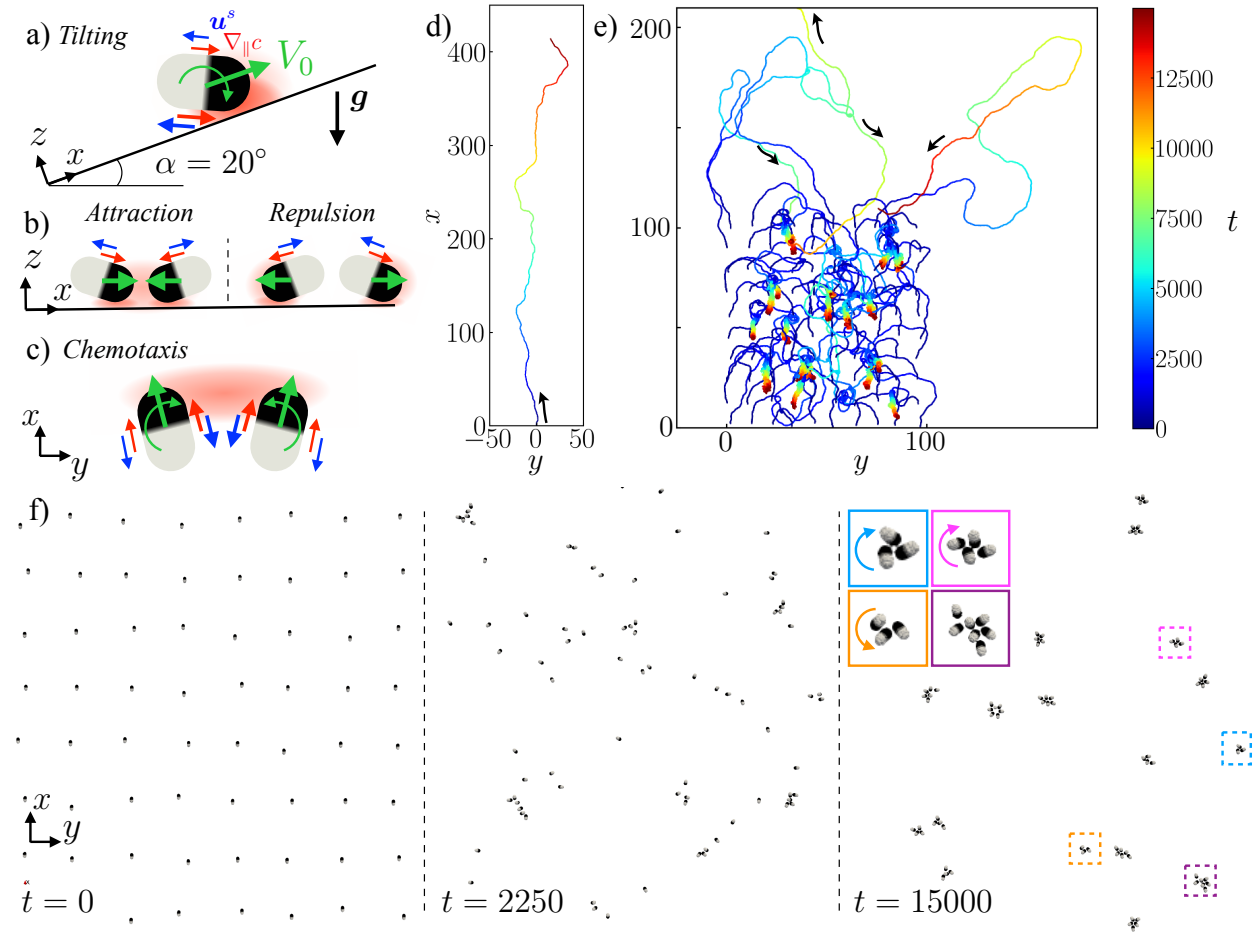 a) Tilting
u^s
∇_∥ c
V_0
g
z
x
α = 20°
b)
Attraction
Repulsion
z
x
c) Chemotaxis
x
y
d)
400
300
200
100
0
x
−50
0
50
y
e)
200
100
0
0
100
y
12500
10000
7500
5000
2500
0
t
f)
x
y
t = 0
t = 2250
t = 15000